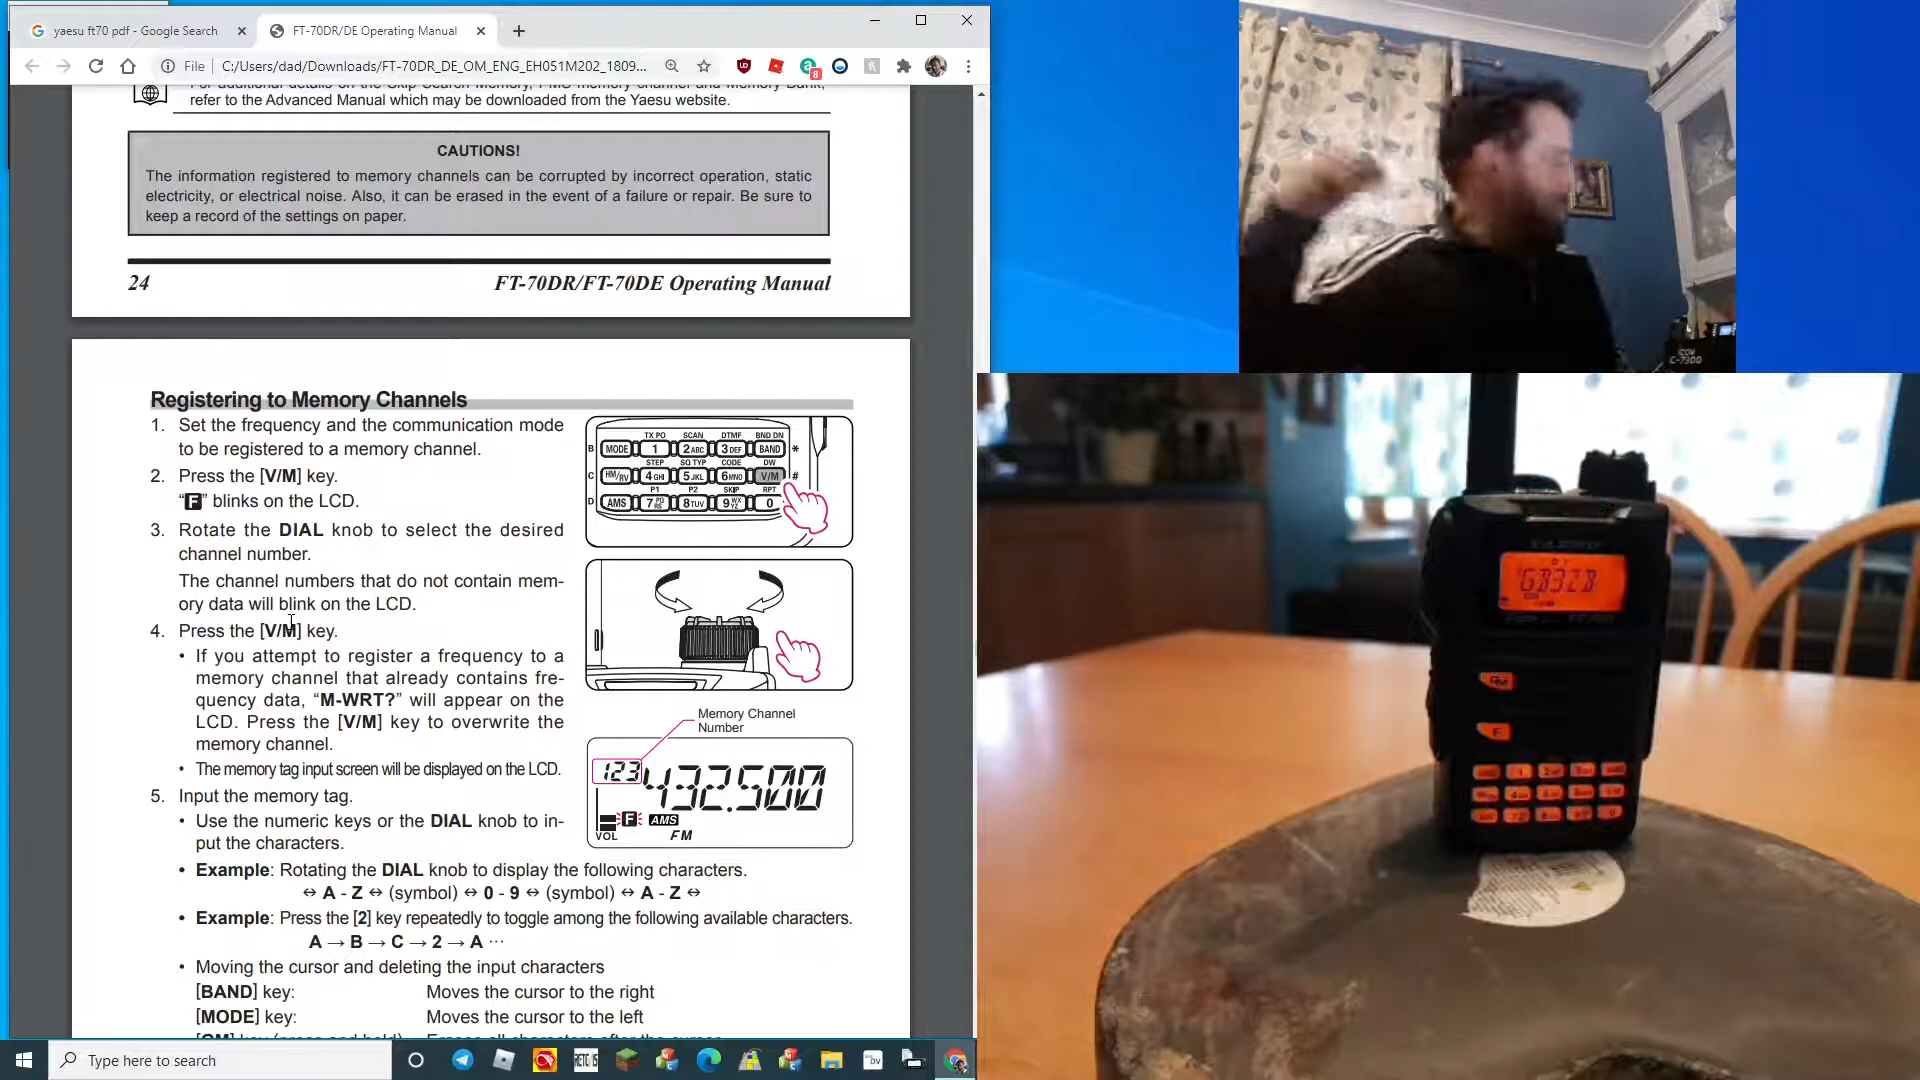 yaesu ft70 pdf - Google Search
FT-70DR/DE Operating Manual
File
C:/Users/dad/Downloads/FT-70DR_DE_OM_ENG_EH051M202_1809...
8
refer to the Advanced Manual which may be downloaded from the Yaesu website.
CAUTIONS!
The information registered to memory channels can be corrupted by incorrect operation, static
electricity, or electrical noise. Also, it can be erased in the event of a failure or repair. Be sure to
keep a record of the settings on paper.
24
FT-70DR/FT-70DE Operating Manual
Registering to Memory Channels
1. Set the frequency and the communication mode
to be registered to a memory channel.
2. Press the [V/M] key.
“F” blinks on the LCD.
3. Rotate the DIAL knob to select the desired
channel number.
The channel numbers that do not contain mem-
ory data will blink on the LCD.
4. Press the [V/M] key.
• If you attempt to register a frequency to a
memory channel that already contains fre-
quency data, “M-WRT?” will appear on the
LCD. Press the [V/M] key to overwrite the
memory channel.
• The memory tag input screen will be displayed on the LCD.
5. Input the memory tag.
• Use the numeric keys or the DIAL knob to in-
put the characters.
• Example: Rotating the DIAL knob to display the following characters.
⇔ A - Z ⇔ (symbol) ⇔ 0 - 9 ⇔ (symbol) ⇔ A - Z ⇔
• Example: Press the [2] key repeatedly to toggle among the following available characters.
A → B → C → 2 → A ···
• Moving the cursor and deleting the input characters
[BAND] key: Moves the cursor to the right
[MODE] key: Moves the cursor to the left
TX PO SCAN DTMF BND DN
B MODE 1 2ABC 3DEF BAND *
STEP SQ TYP CODE DW
C HM/RV 4GHI 5JKL 6MNO V/M #
P1 P2 SKIP RPT
D AMS 7PQRS 8TUV 9WXYZ 0
Memory Channel
Number
123 432.500
F AMS
VOL FM
Type here to search
DV
GB3ZB
F